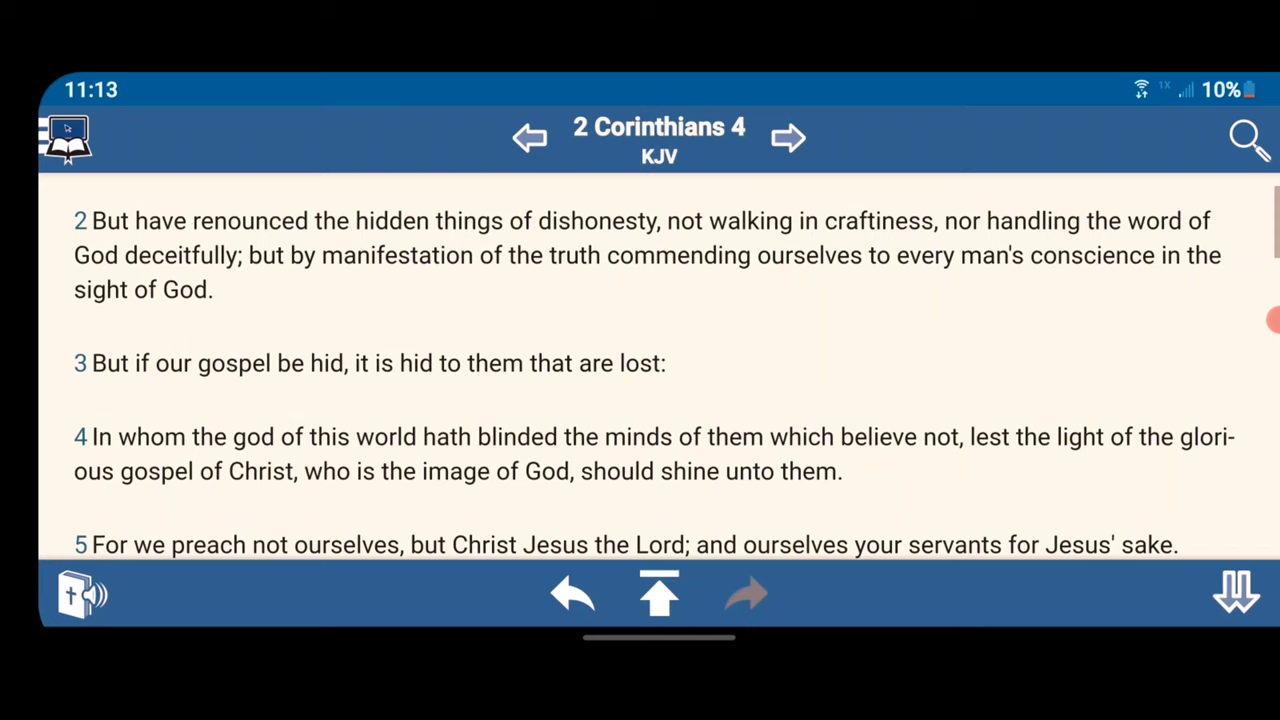 11:13
1X
10%
2 Corinthians 4
KJV
2 But have renounced the hidden things of dishonesty, not walking in craftiness, nor handling the word of
God deceitfully; but by manifestation of the truth commending ourselves to every man's conscience in the
sight of God.
3 But if our gospel be hid, it is hid to them that are lost:
4 In whom the god of this world hath blinded the minds of them which believe not, lest the light of the glori-
ous gospel of Christ, who is the image of God, should shine unto them.
5 For we preach not ourselves, but Christ Jesus the Lord; and ourselves your servants for Jesus' sake.